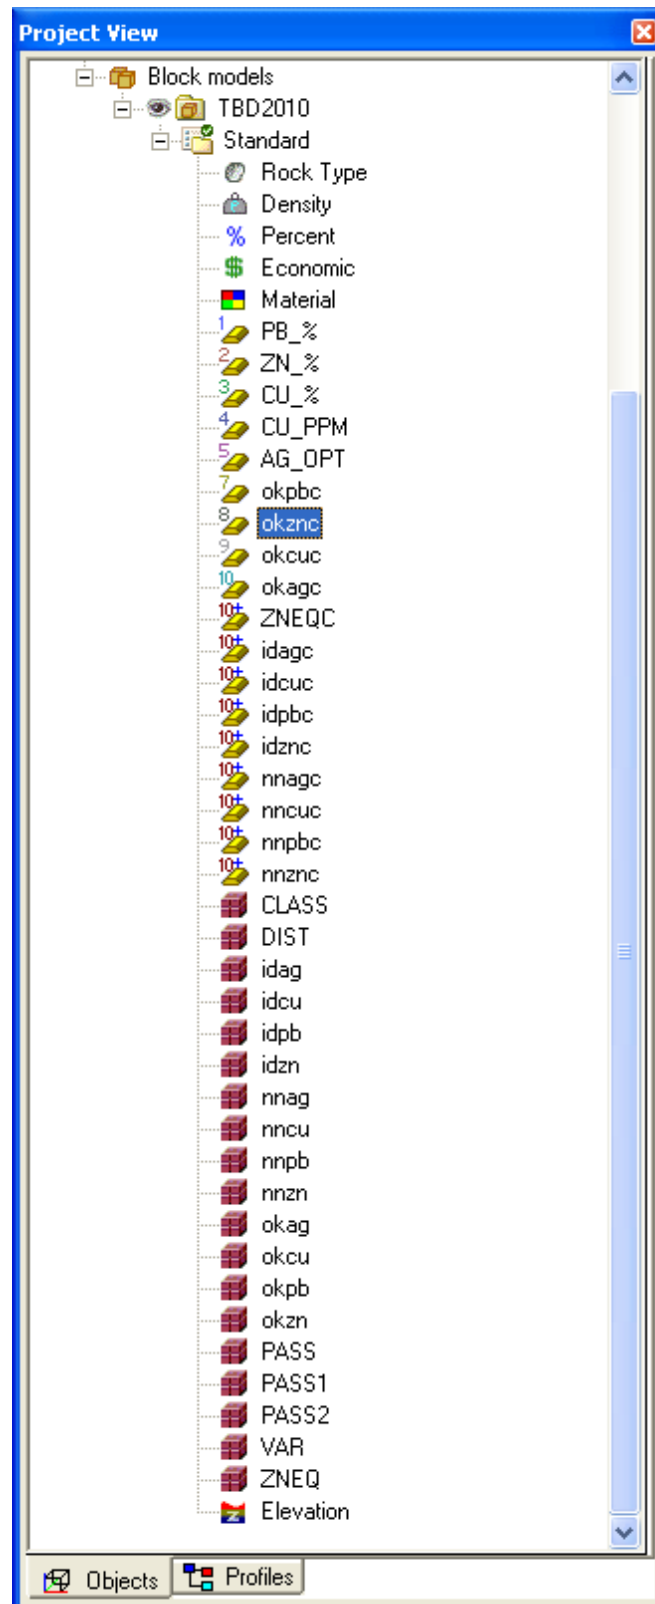 Project View
Block models
TBD2010
Standard
Rock Type
Density
% Percent
$ Economic
Material
1 PB_%
2 ZN_%
3 CU_%
4 CU_PPM
5 AG_OPT
7 okpbc
8 okznc
9 okcuc
10 okagc
10+ ZNEQC
10+ idagc
10+ idcuc
10+ idpbc
10+ idznc
10+ nnagc
10+ nncuc
10+ nnpbc
10+ nnznc
CLASS
DIST
idag
idcu
idpb
idzn
nnag
nncu
nnpb
nnzn
okag
okcu
okpb
okzn
PASS
PASS1
PASS2
VAR
ZNEQ
Z Elevation
Objects Profiles